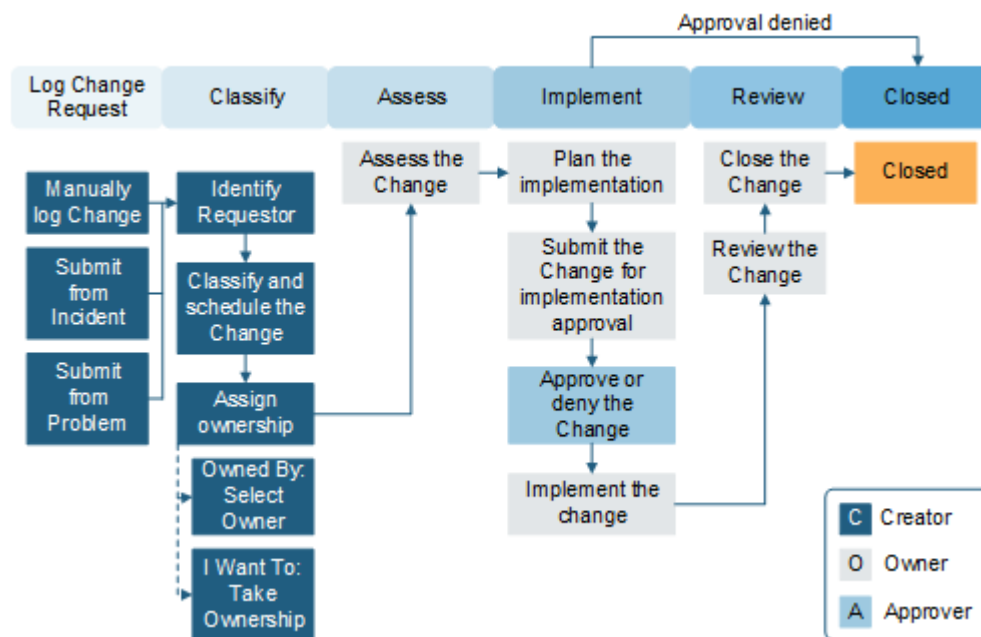 Approval denied
Log Change
Request
Classify
Assess
Implement
Review
Closed
Manually
log Change
Submit
from
Incident
Submit
from
Problem
Identify
Requestor
Classify and
schedule the
Change
Assign
ownership
Owned By:
Select
Owner
I Want To:
Take
Ownership
Assess the
Change
Plan the
implementation
Submit the
Change for
implementation
approval
Approve or
deny the
Change
Implement the
change
Close the
Change
Review the
Change
Closed
C Creator
O Owner
A Approver